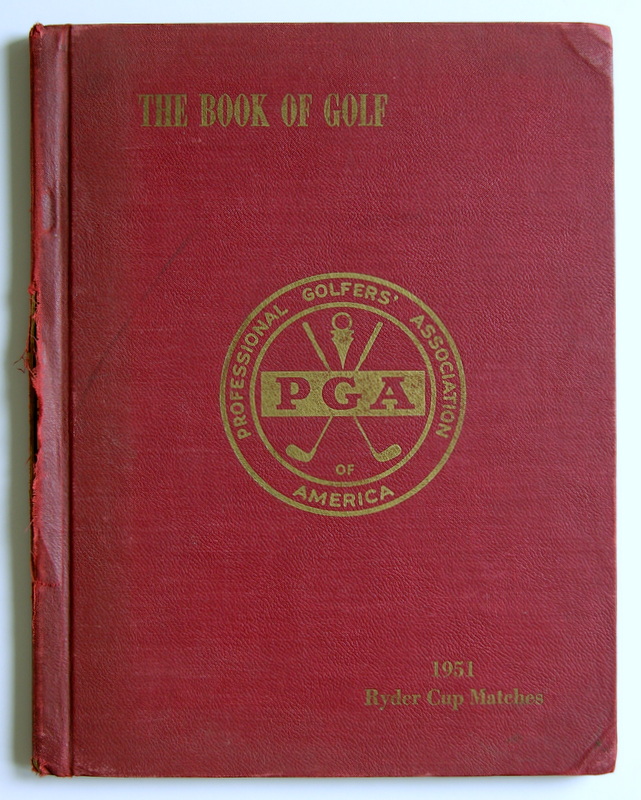 THE BOOK OF GOLF
PROFESSIONAL GOLFERS' ASSOCIATION
PGA
OF
AMERICA
1951
Ryder Cup Matches